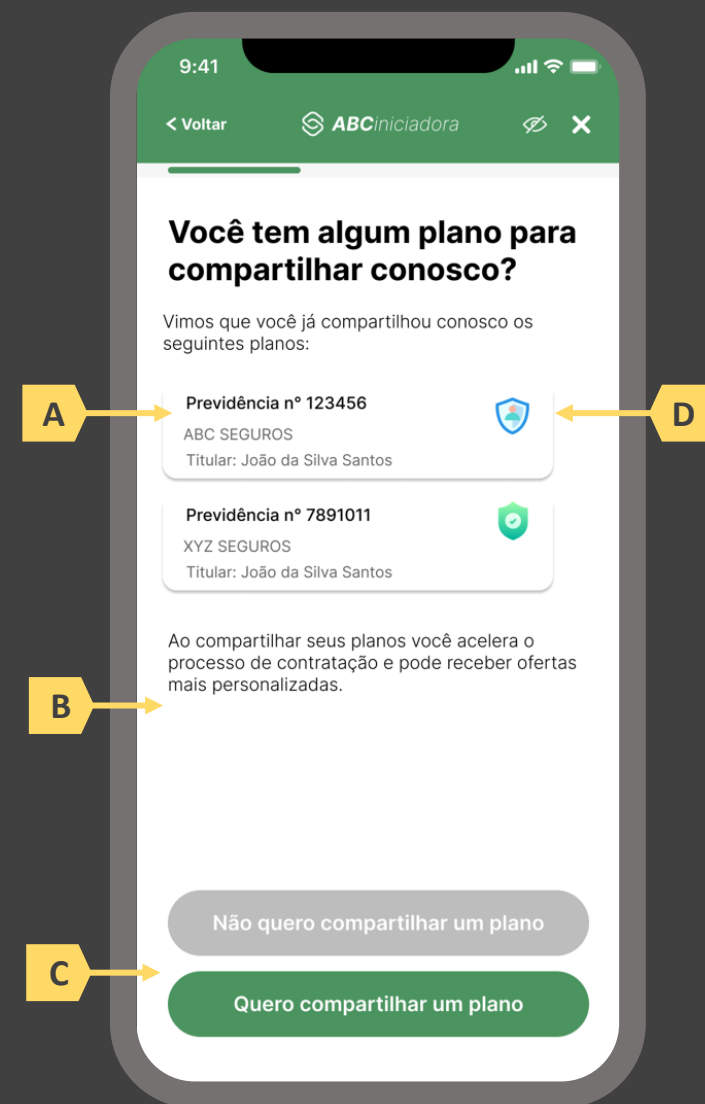 9:41
< Voltar
ABCiniciadora
Você tem algum plano para
compartilhar conosco?
Vimos que você já compartilhou conosco os
seguintes planos:
A
Previdência n° 123456
D
ABC SEGUROS
Titular: João da Silva Santos
Previdência n° 7891011
XYZ SEGUROS
Titular: João da Silva Santos
Ao compartilhar seus planos você acelera o
processo de contratação e pode receber ofertas
mais personalizadas.
B
Não quero compartilhar um plano
C
Quero compartilhar um plano